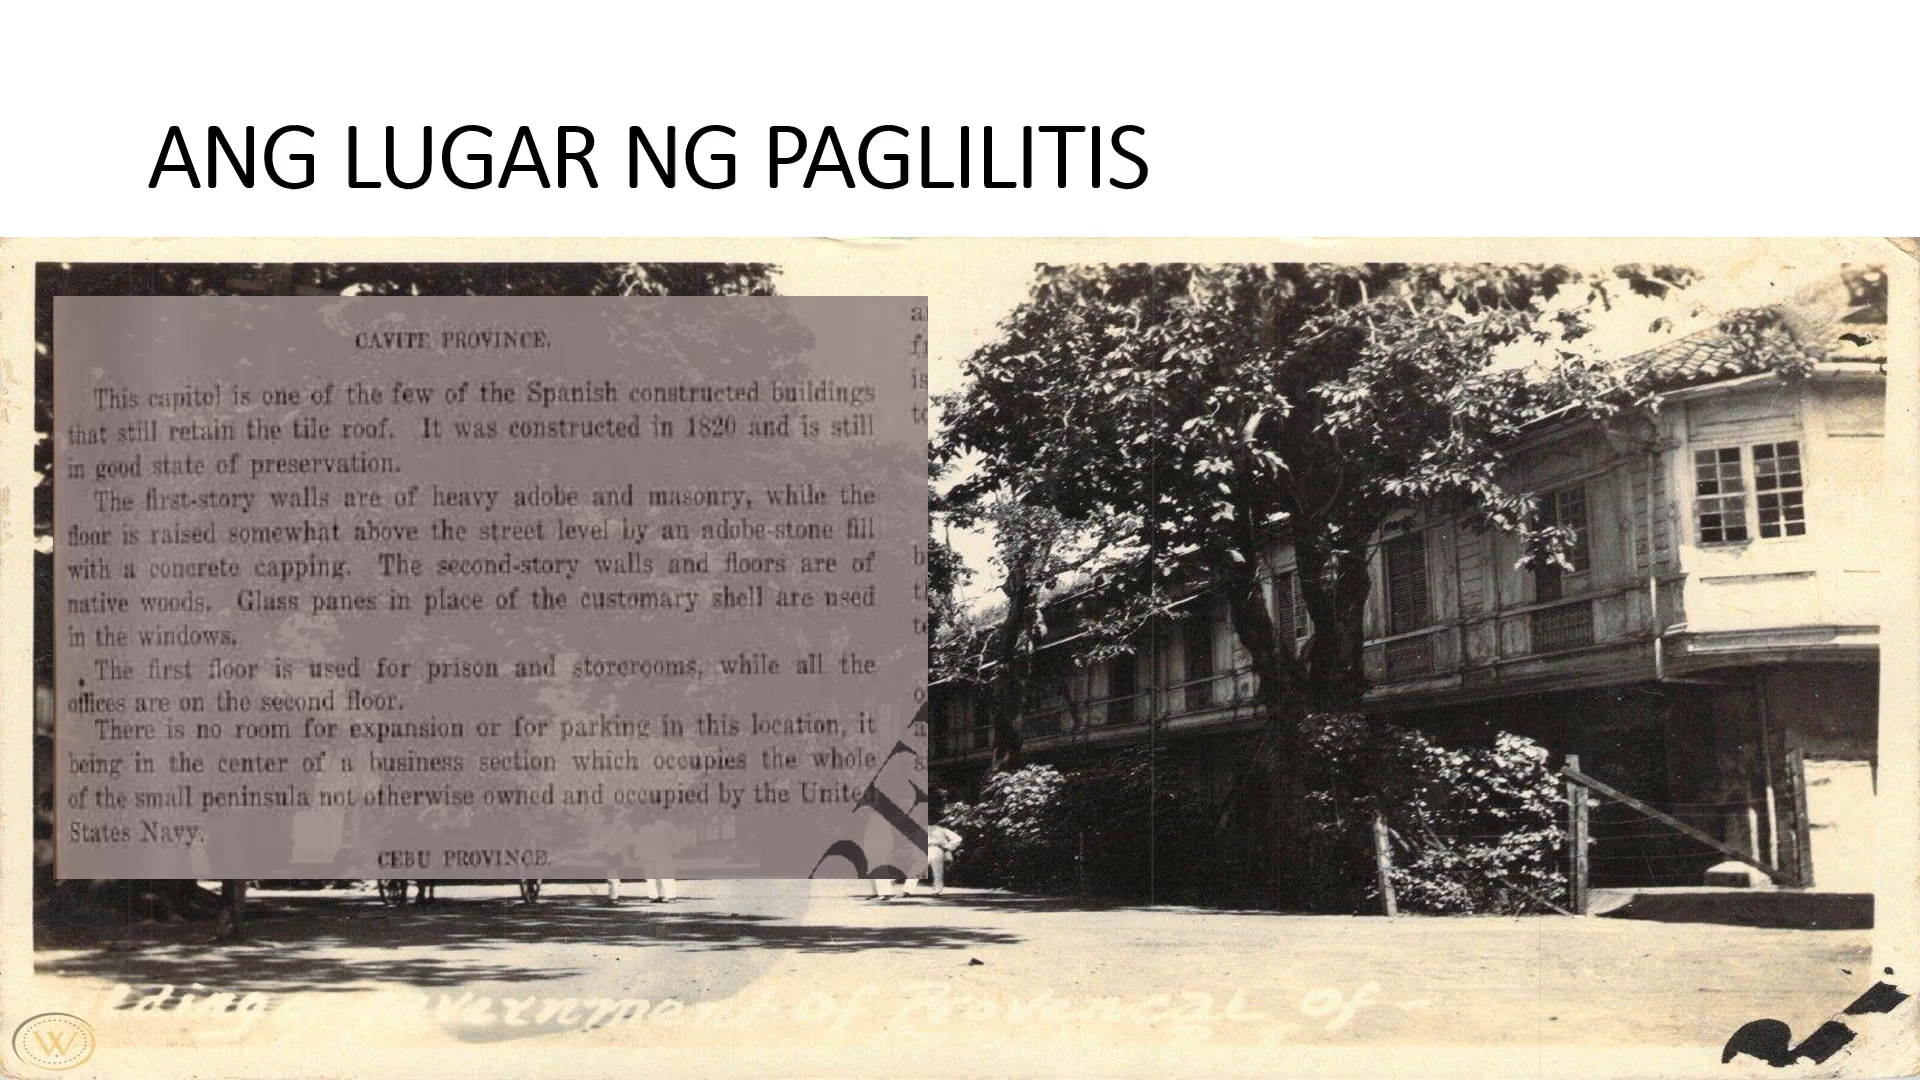 ANG LUGAR NG PAGLILITIS
CAVITE PROVINCE.
This capitol is one of the few of the Spanish constructed buildings
that still retain the tile roof. It was constructed in 1820 and is still
in good state of preservation.
The first-story walls are of heavy adobe and masonry, while the
floor is raised somewhat above the street level by an adobe-stone fill
with a concrete capping. The second-story walls and floors are of
native woods. Glass panes in place of the customary shell are used
in the windows.
The first floor is used for prison and storerooms, while all the
offices are on the second floor.
There is no room for expansion or for parking in this location, it
being in the center of a business section which occupies the whole
of the small peninsula not otherwise owned and occupied by the United
States Navy.
CEBU PROVINCE.
of Provencal of -
W